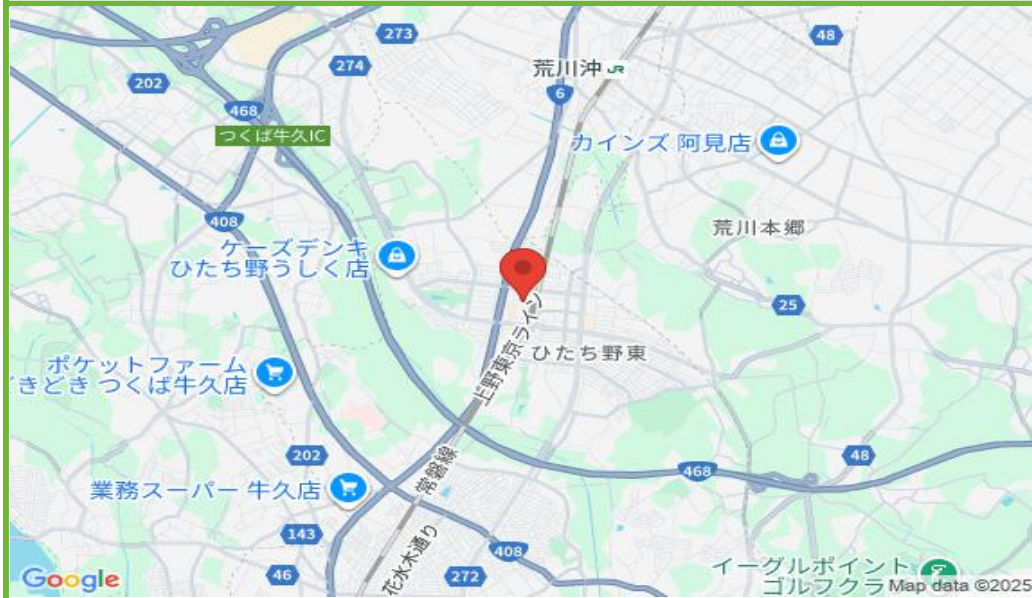 273
48
274
荒川沖 JR
202
6
468
つくば牛久IC
カインズ 阿見店
408
荒川本郷
ケーズデンキ
ひたち野うしく店
25
上野東京ライン
ひたち野東
ポケットファーム
どきどき つくば牛久店
202
常磐線
48
468
業務スーパー 牛久店
143
花水木通り
408
イーグルポイント
ゴルフクラ
46
272
Google
Map data ©2025